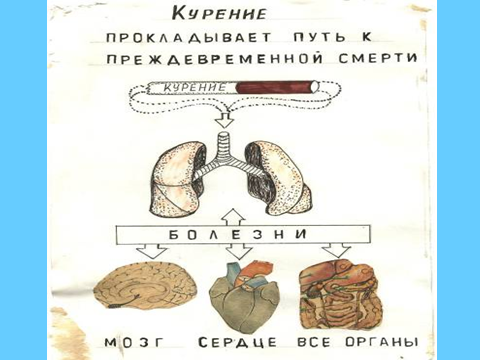 Курение
прокладывает путь к
преждевременной смерти
КУРЕНИЕ
БОЛЕЗНИ
мозг сердце все органы